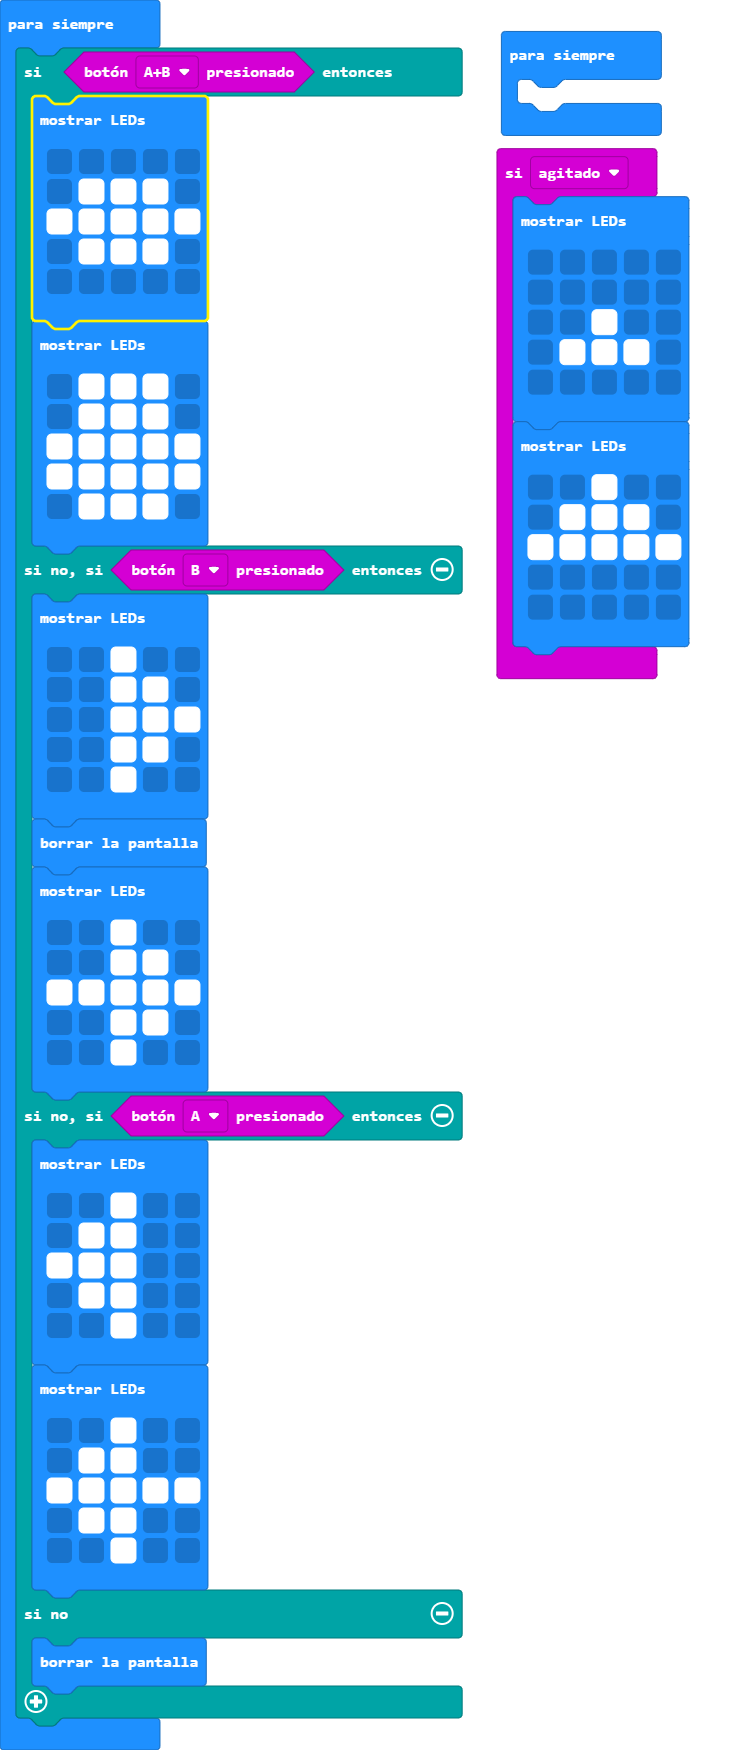 para siempre
si botón A+B presionado entonces
mostrar LEDs
mostrar LEDs
si no, si botón B presionado entonces
mostrar LEDs
borrar la pantalla
mostrar LEDs
si no, si botón A presionado entonces
mostrar LEDs
mostrar LEDs
si no
borrar la pantalla
para siempre
si agitado
mostrar LEDs
mostrar LEDs